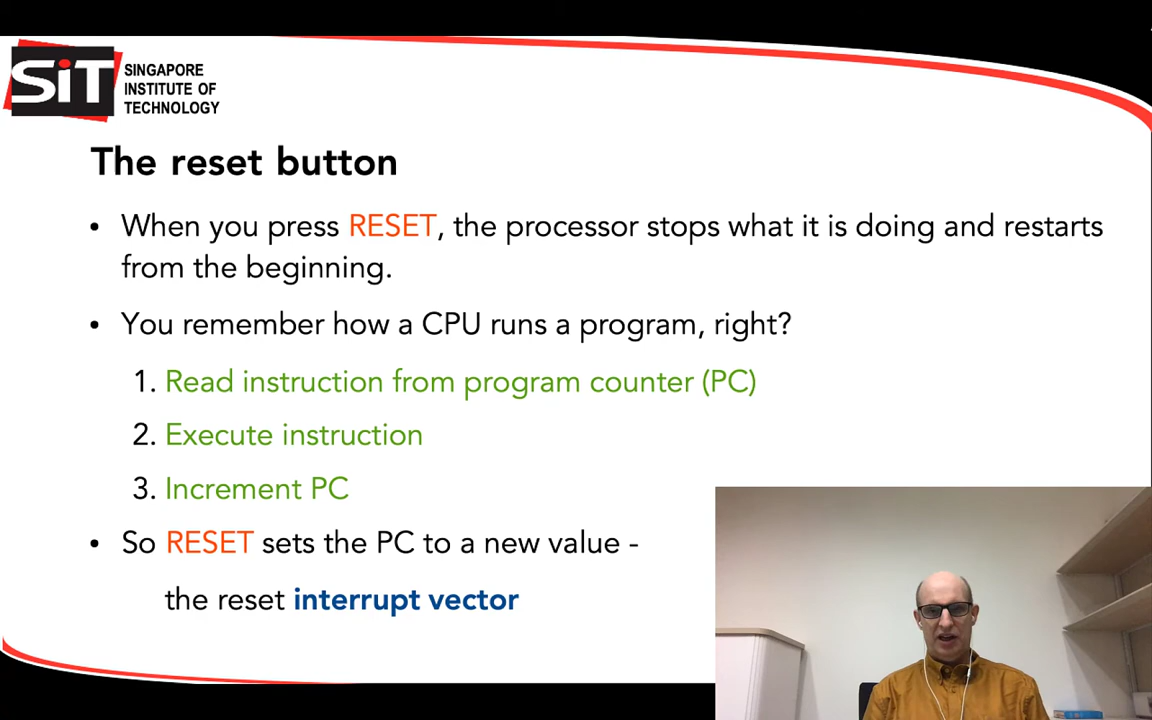 SiT
SINGAPORE
INSTITUTE OF
TECHNOLOGY
The reset button
• When you press RESET, the processor stops what it is doing and restarts
from the beginning.
• You remember how a CPU runs a program, right?
1. Read instruction from program counter (PC)
2. Execute instruction
3. Increment PC
• So RESET sets the PC to a new value -
the reset interrupt vector